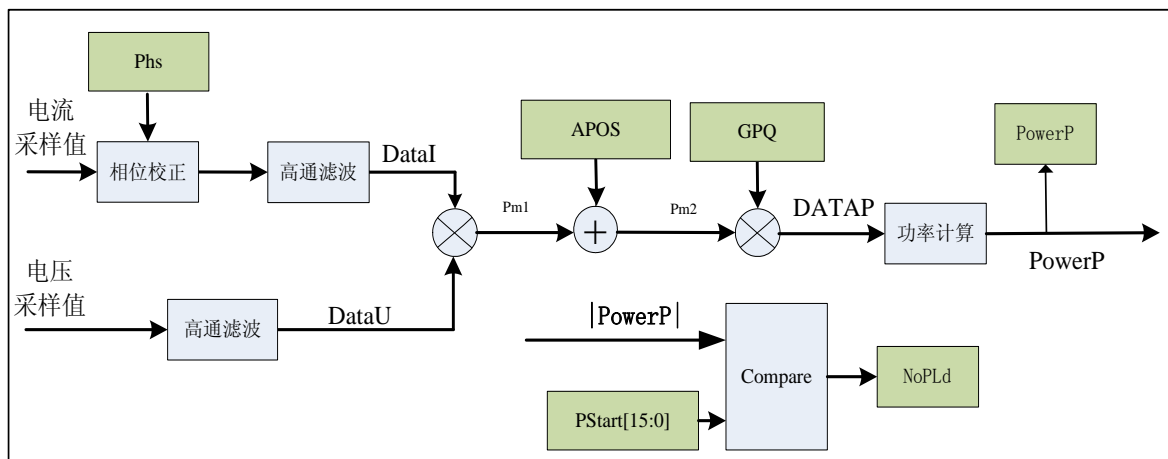 Phs
电流
采样值
相位校正
高通滤波
DataI
APOS
GPQ
PowerP
Pm1
Pm2
DATAP
功率计算
PowerP
电压
采样值
高通滤波
DataU
|PowerP|
Compare
NoPLd
PStart[15:0]